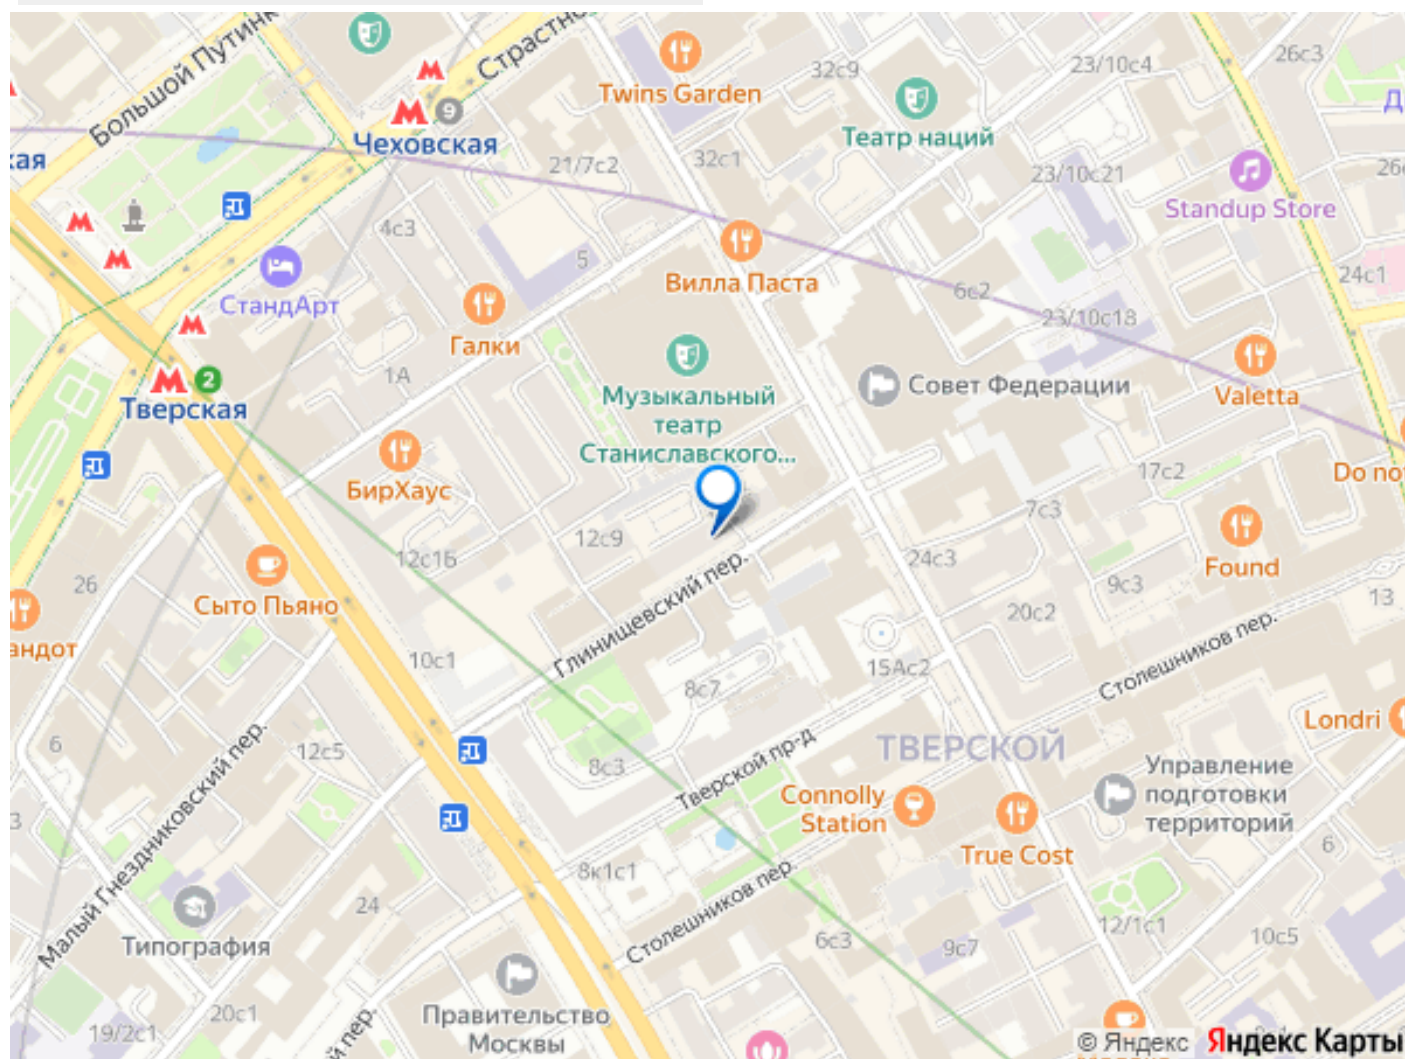 Большой Путинк
Страстно
Twins Garden
32с9
23/10с4
26с3
Театр наций
Д
9
Чеховская
кая
21/7с2
32с1
23/10с21
26
Standup Store
4с3
5
СтандАрт
Вилла Паста
24с1
6с2
23/10с18
Галки
1А
2
Тверская
Музыкальный
театр
Станиславского...
Совет Федерации
Valetta
БирХаус
17с2
Do not
7с3
12с9
12с1Б
24с3
Found
26
9с3
13
Сыто Пьяно
20с2
андот
Глинищевский пер.
10с1
15Ас2
8с7
Столешников пер.
Londri
6
12с5
ТВЕРСКОЙ
8с3
Тверской пр-д
Управление
подготовки
территорий
Connolly
Station
3
True Cost
6
Малый Гнездниковский пер.
8к1с1
24
Столешников пер
12/1с1
Типография
6с3
9с7
10с5
Правительство
Москвы
20с1
19/2с1
й пер.
© Яндекс Яндекс Карты